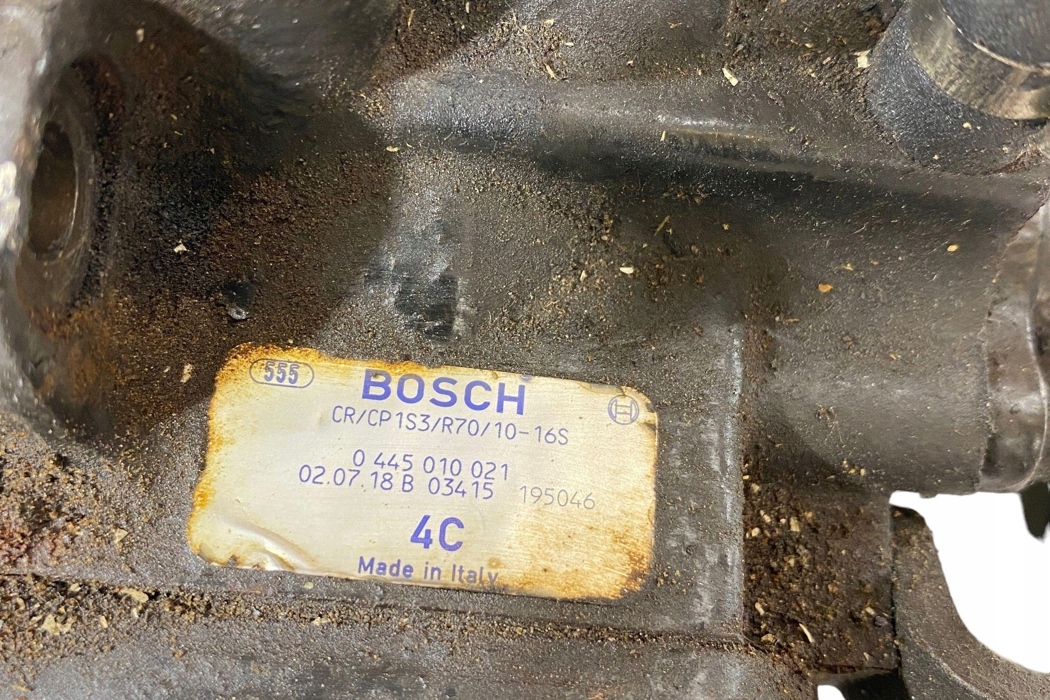 555
BOSCH
CR/CP1S3/R70/10-16S
0 445 010 021
02.07.18 B 03415 195046
4C
Made in Italy